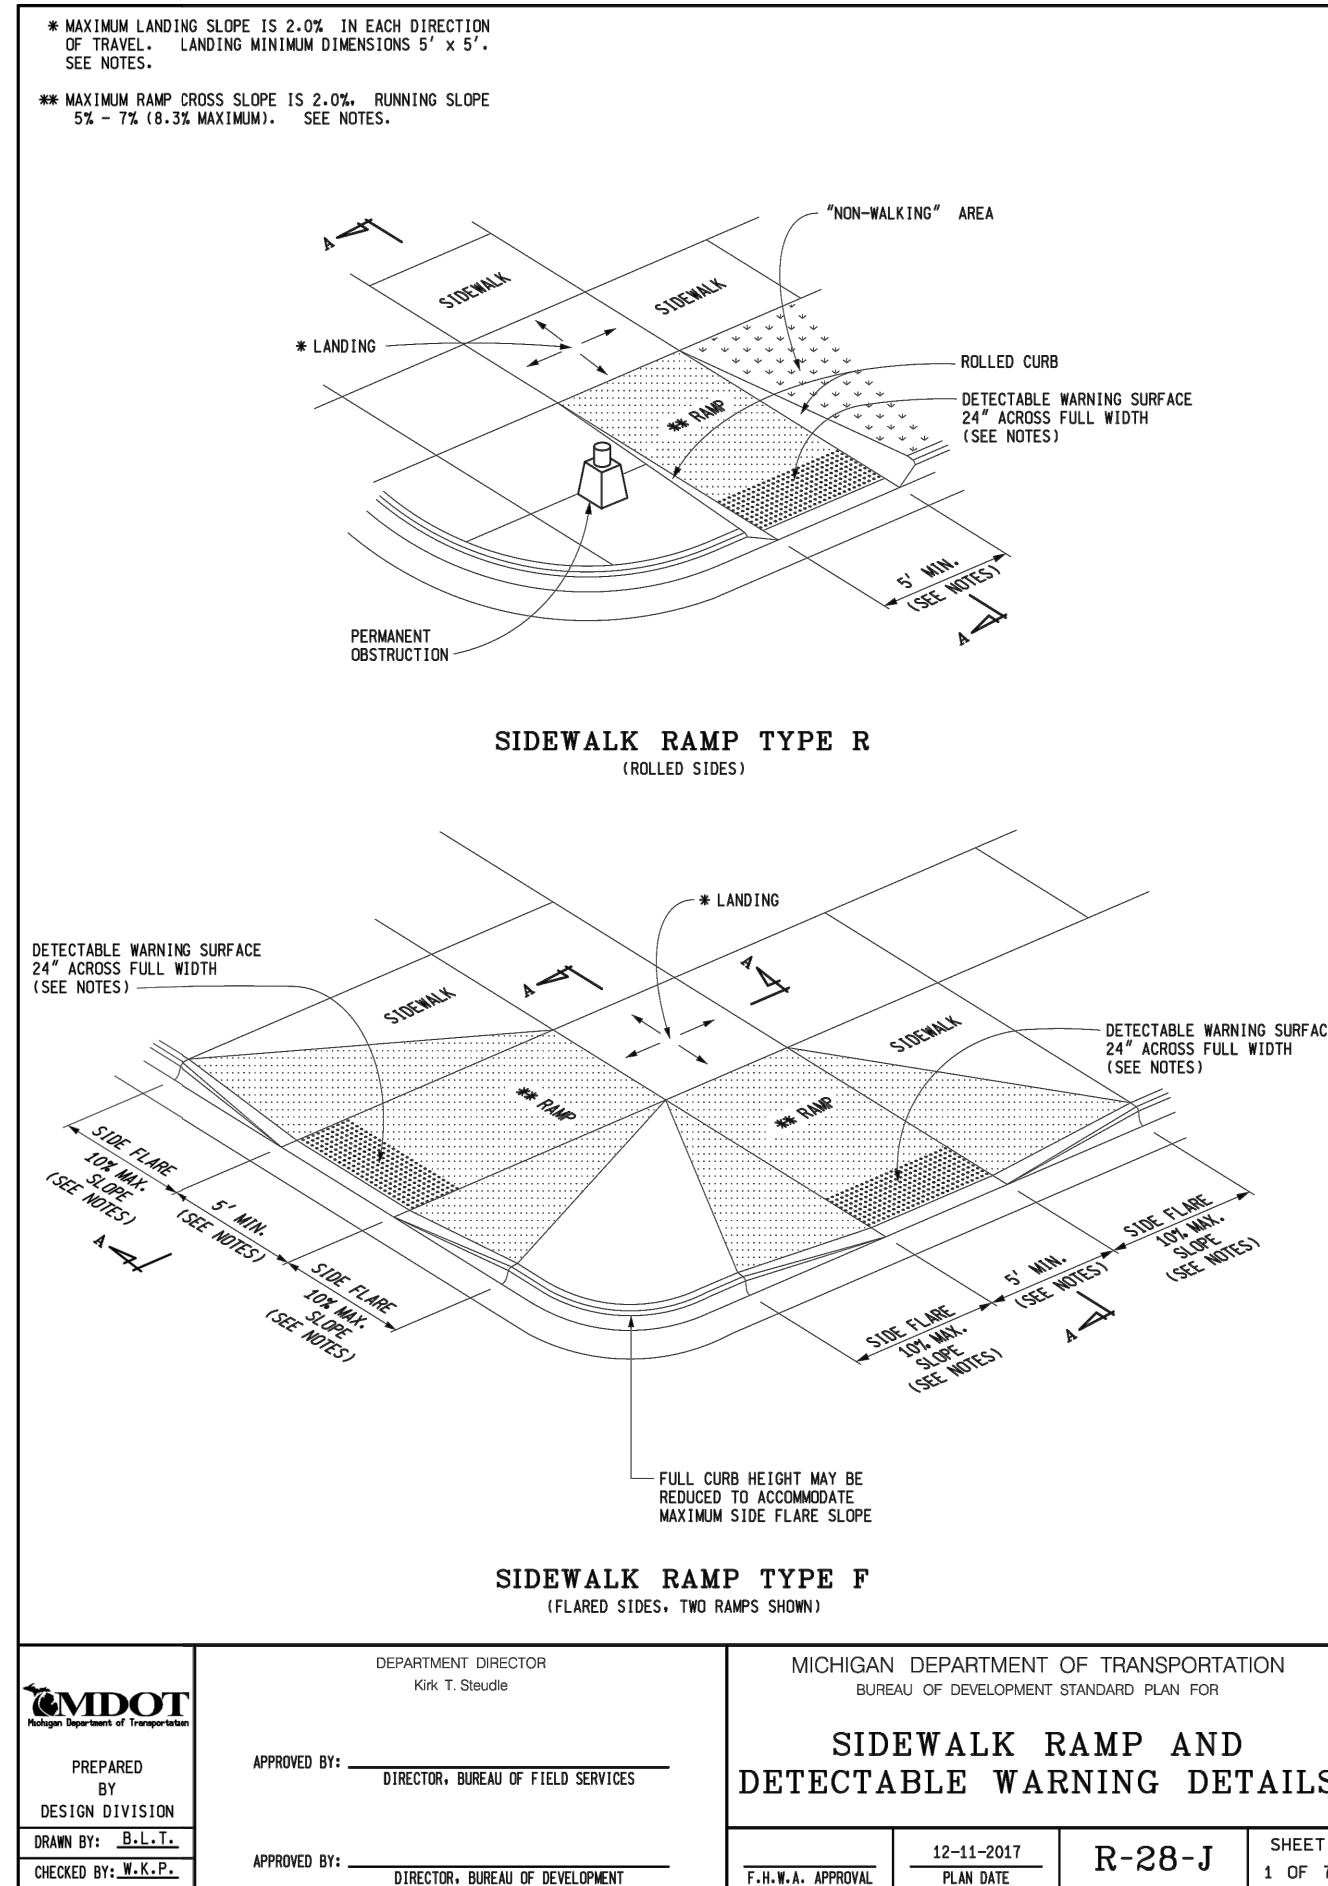 * MAXIMUM LANDING SLOPE IS 2.0% IN EACH DIRECTION
OF TRAVEL. LANDING MINIMUM DIMENSIONS 5' x 5'.
SEE NOTES.
** MAXIMUM RAMP CROSS SLOPE IS 2.0%, RUNNING SLOPE
5% - 7% (8.3% MAXIMUM). SEE NOTES.
"NON-WALKING" AREA
A
SIDEWALK
SIDEWALK
* LANDING
ROLLED CURB
** RAMP
DETECTABLE WARNING SURFACE
24" ACROSS FULL WIDTH
(SEE NOTES)
5' MIN.
(SEE NOTES)
A
PERMANENT
OBSTRUCTION
SIDEWALK RAMP TYPE R
(ROLLED SIDES)
* LANDING
DETECTABLE WARNING SURFACE
24" ACROSS FULL WIDTH
(SEE NOTES)
A
A
SIDEWALK
SIDEWALK
DETECTABLE WARNING SURFAC
24" ACROSS FULL WIDTH
(SEE NOTES)
** RAMP
** RAMP
SIDE FLARE
10% MAX.
SLOPE
(SEE NOTES)
5' MIN.
(SEE NOTES)
A
SIDE FLARE
10% MAX.
SLOPE
(SEE NOTES)
SIDE FLARE
10% MAX.
SLOPE
(SEE NOTES)
5' MIN.
(SEE NOTES)
A
SIDE FLARE
10% MAX.
SLOPE
(SEE NOTES)
FULL CURB HEIGHT MAY BE
REDUCED TO ACCOMMODATE
MAXIMUM SIDE FLARE SLOPE
SIDEWALK RAMP TYPE F
(FLARED SIDES, TWO RAMPS SHOWN)
MDOT
Michigan Department of Transportation
PREPARED
BY
DESIGN DIVISION
DRAWN BY: B.L.T.
CHECKED BY: W.K.P.
DEPARTMENT DIRECTOR
Kirk T. Steudle
APPROVED BY:
DIRECTOR, BUREAU OF FIELD SERVICES
APPROVED BY:
DIRECTOR, BUREAU OF DEVELOPMENT
MICHIGAN DEPARTMENT OF TRANSPORTATION
BUREAU OF DEVELOPMENT STANDARD PLAN FOR
SIDEWALK RAMP AND
DETECTABLE WARNING DETAILS
F.H.W.A. APPROVAL
12-11-2017
PLAN DATE
R-28-J
SHEET
1 OF 7